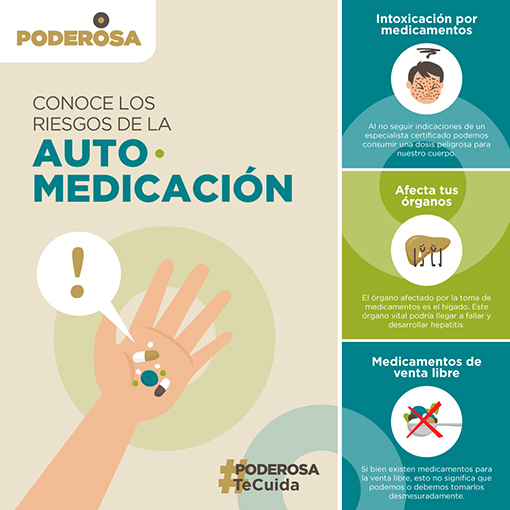 PODEROSA
CONOCE LOS
RIESGOS DE LA
AUTO •
MEDICACIÓN
!
#PODEROSA
TeCuida
Intoxicación por
medicamentos
Al no seguir indicaciones de un
especialista certificado podemos
consumir una dosis peligrosa para
nuestro cuerpo.
Afecta tus
órganos
El órgano afectado por la toma de
medicamentos es el hígado. Este
órgano vital podría llegar a fallar y
desarrollar hepatitis.
Medicamentos de
venta libre
Si bien existen medicamentos para
la venta libre, esto no significa que
podemos o debemos tomarlos
desmesuradamente.